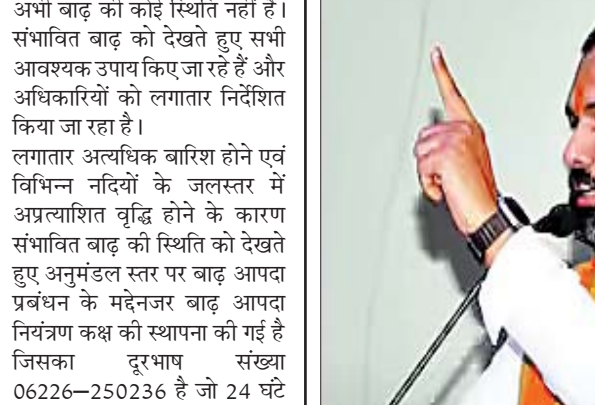 अभी बाढ़ की कोई स्थिति नहीं है।
संभावित बाढ़ को देखते हुए सभी
आवश्यक उपाय किए जा रहे हैं और
अधिकारियों को लगातार निर्देशित
किया जा रहा है।
लगातार अत्यधिक बारिश होने एवं
विभिन्न नदियों के जलस्तर में
अप्रत्याशित वृद्धि होने के कारण
संभावित बाढ़ की स्थिति को देखते
हुए अनुमंडल स्तर पर बाढ़ आपदा
प्रबंधन के मद्देनजर बाढ़ आपदा
नियंत्रण कक्ष की स्थापना की गई है
जिसका दूरभाष संख्या
06226–250236 है जो 24 घंटे